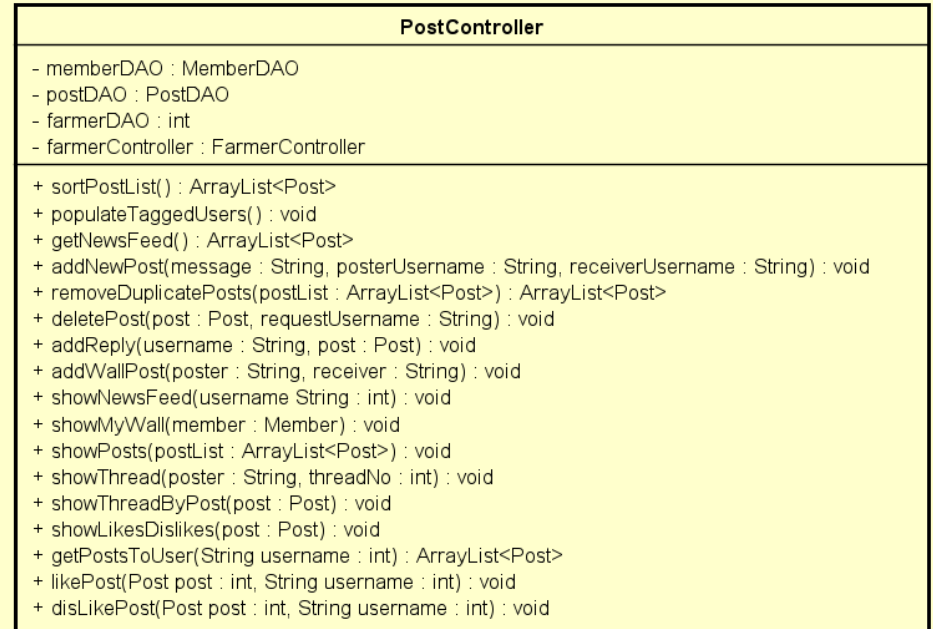 PostController
- memberDAO : MemberDAO
- postDAO : PostDAO
- farmerDAO : int
- farmerController : FarmerController
+ sortPostList() : ArrayList<Post>
+ populateTaggedUsers() : void
+ getNewsFeed() : ArrayList<Post>
+ addNewPost(message : String, posterUsername : String, receiverUsername : String) : void
+ removeDuplicatePosts(postList : ArrayList<Post>) : ArrayList<Post>
+ deletePost(post : Post, requestUsername : String) : void
+ addReply(username : String, post : Post) : void
+ addWallPost(poster : String, receiver : String) : void
+ showNewsFeed(username String : int) : void
+ showMyWall(member : Member) : void
+ showPosts(postList : ArrayList<Post>) : void
+ showThread(poster : String, threadNo : int) : void
+ showThreadByPost(post : Post) : void
+ showLikesDislikes(post : Post) : void
+ getPostsToUser(String username : int) : ArrayList<Post>
+ likePost(Post post : int, String username : int) : void
+ disLikePost(Post post : int, String username : int) : void